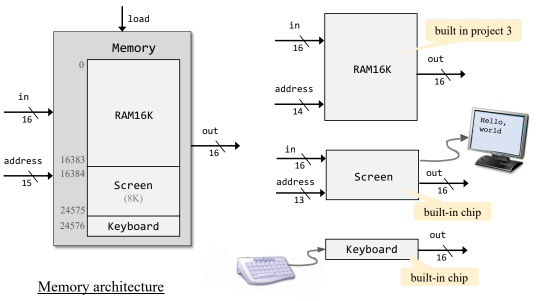 load
Memory
0
in
16
RAM16K
out
16
address
15
16383
16384
Screen
(8K)
24575
24576
Keyboard
Memory architecture
in
16
built in project 3
RAM16K
out
16
address
14
Hello,
world
in
16
address
13
Screen
out
16
built-in chip
Keyboard
out
16
built-in chip